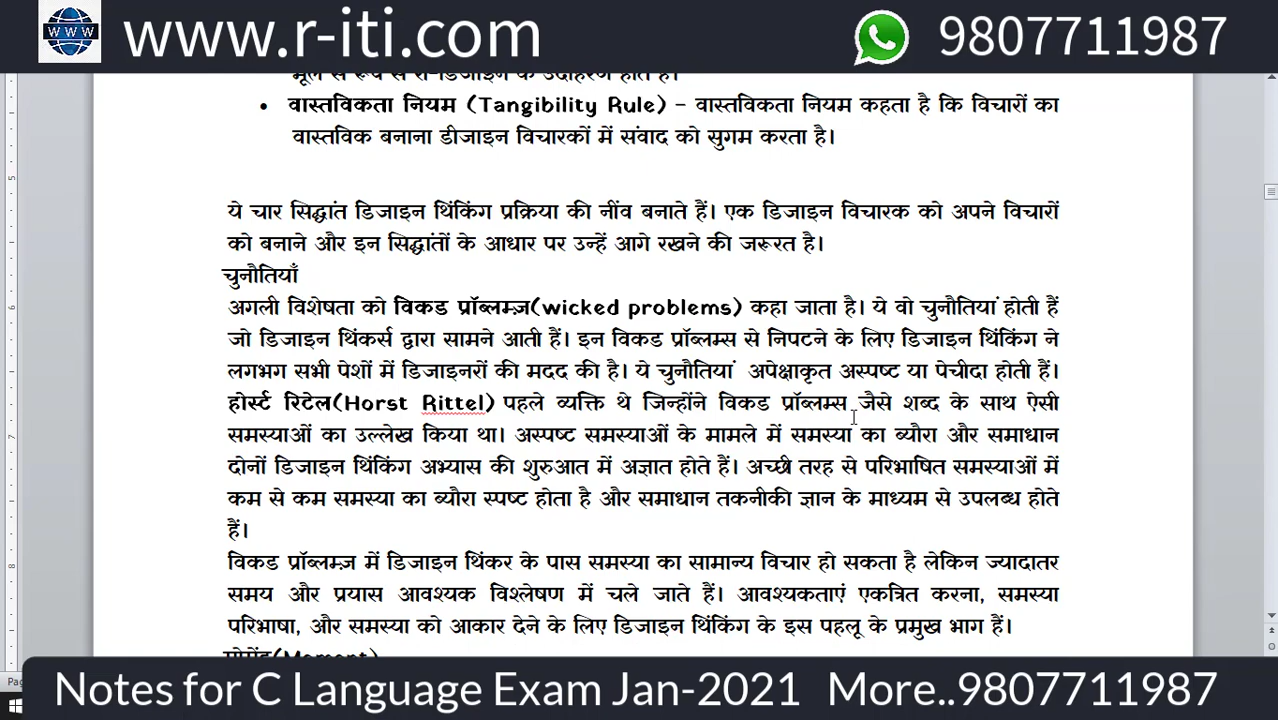 www.r-iti.com
9807711987
मूल से रूप से री-डिजाइन के उदाहरण होते हैं।
• वास्तविकता नियम (Tangibility Rule) - वास्तविकता नियम कहता है कि विचारों का
वास्तविक बनाना डीजाइन विचारकों में संवाद को सुगम करता है।
ये चार सिद्धांत डिजाइन थिंकिंग प्रक्रिया की नींव बनाते हैं। एक डिजाइन विचारक को अपने विचारों
को बनाने और इन सिद्धांतों के आधार पर उन्हें आगे रखने की जरूरत है।
चुनौतियाँ
अगली विशेषता को विकड प्रॉब्लम्ज़(wicked problems) कहा जाता है। ये वो चुनौतियां होती हैं
जो डिजाइन थिंकर्स द्वारा सामने आती हैं। इन विकड प्रॉब्लम्स से निपटने के लिए डिजाइन थिंकिंग ने
लगभग सभी पेशों में डिजाइनरों की मदद की है। ये चुनौतियां अपेक्षाकृत अस्पष्ट या पेचीदा होती हैं।
होर्स्ट रिटेल(Horst Rittel) पहले व्यक्ति थे जिन्होंने विकड प्रॉब्लम्स जैसे शब्द के साथ ऐसी
समस्याओं का उल्लेख किया था। अस्पष्ट समस्याओं के मामले में समस्या का ब्यौरा और समाधान
दोनों डिजाइन थिंकिंग अभ्यास की शुरुआत में अज्ञात होते हैं। अच्छी तरह से परिभाषित समस्याओं में
कम से कम समस्या का ब्यौरा स्पष्ट होता है और समाधान तकनीकी ज्ञान के माध्यम से उपलब्ध होते
हैं।
विकड प्रॉब्लम्ज में डिजाइन थिंकर के पास समस्या का सामान्य विचार हो सकता है लेकिन ज्यादातर
समय और प्रयास आवश्यक विश्लेषण में चले जाते हैं। आवश्यकताएं एकत्रित करना, समस्या
परिभाषा, और समस्या को आकार देने के लिए डिजाइन थिंकिंग के इस पहलू के प्रमुख भाग हैं।
मोमेंट(Moment)
Notes for C Language Exam Jan-2021 More..9807711987